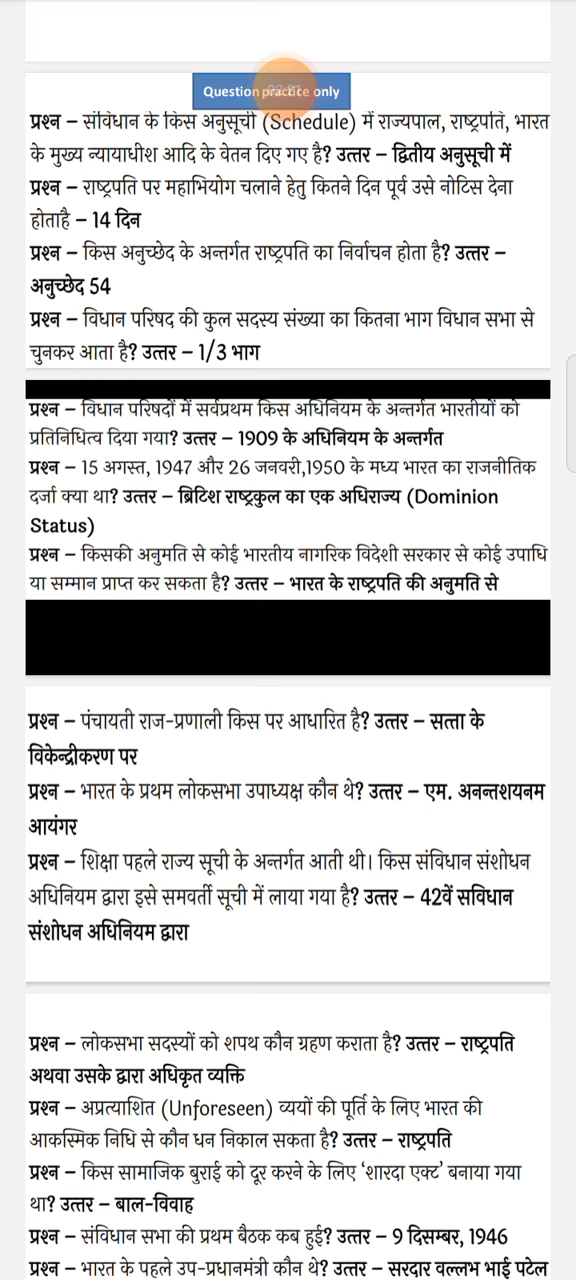 Question practice only
प्रश्न – संविधान के किस अनुसूची (Schedule) में राज्यपाल, राष्ट्रपति, भारत
के मुख्य न्यायाधीश आदि के वेतन दिए गए है? उत्तर – द्वितीय अनुसूची में
प्रश्न – राष्ट्रपति पर महाभियोग चलाने हेतु कितने दिन पूर्व उसे नोटिस देना
होताहै – 14 दिन
प्रश्न – किस अनुच्छेद के अन्तर्गत राष्ट्रपति का निर्वाचन होता है? उत्तर –
अनुच्छेद 54
प्रश्न – विधान परिषद की कुल सदस्य संख्या का कितना भाग विधान सभा से
चुनकर आता है? उत्तर – 1/3 भाग
प्रश्न – विधान परिषदों में सर्वप्रथम किस अधिनियम के अन्तर्गत भारतीयों को
प्रतिनिधित्व दिया गया? उत्तर – 1909 के अधिनियम के अन्तर्गत
प्रश्न – 15 अगस्त, 1947 और 26 जनवरी,1950 के मध्य भारत का राजनीतिक
दर्जा क्या था? उत्तर – ब्रिटिश राष्ट्रकुल का एक अधिराज्य (Dominion
Status)
प्रश्न – किसकी अनुमति से कोई भारतीय नागरिक विदेशी सरकार से कोई उपाधि
या सम्मान प्राप्त कर सकता है? उत्तर – भारत के राष्ट्रपति की अनुमति से
प्रश्न – पंचायती राज-प्रणाली किस पर आधारित है? उत्तर – सत्ता के
विकेन्द्रीकरण पर
प्रश्न – भारत के प्रथम लोकसभा उपाध्यक्ष कौन थे? उत्तर – एम. अनन्तशयनम
आयंगर
प्रश्न – शिक्षा पहले राज्य सूची के अन्तर्गत आती थी। किस संविधान संशोधन
अधिनियम द्वारा इसे समवर्ती सूची में लाया गया है? उत्तर – 42वें सविधान
संशोधन अधिनियम द्वारा
प्रश्न – लोकसभा सदस्यों को शपथ कौन ग्रहण कराता है? उत्तर – राष्ट्रपति
अथवा उसके द्वारा अधिकृत व्यक्ति
प्रश्न – अप्रत्याशित (Unforeseen) व्ययों की पूर्ति के लिए भारत की
आकस्मिक निधि से कौन धन निकाल सकता है? उत्तर – राष्ट्रपति
प्रश्न – किस सामाजिक बुराई को दूर करने के लिए ‘शारदा एक्ट’ बनाया गया
था? उत्तर – बाल-विवाह
प्रश्न – संविधान सभा की प्रथम बैठक कब हुई? उत्तर – 9 दिसम्बर, 1946
प्रश्न – भारत के पहले उप-प्रधानमंत्री कौन थे? उत्तर – सरदार वल्लभ भाई पटेल